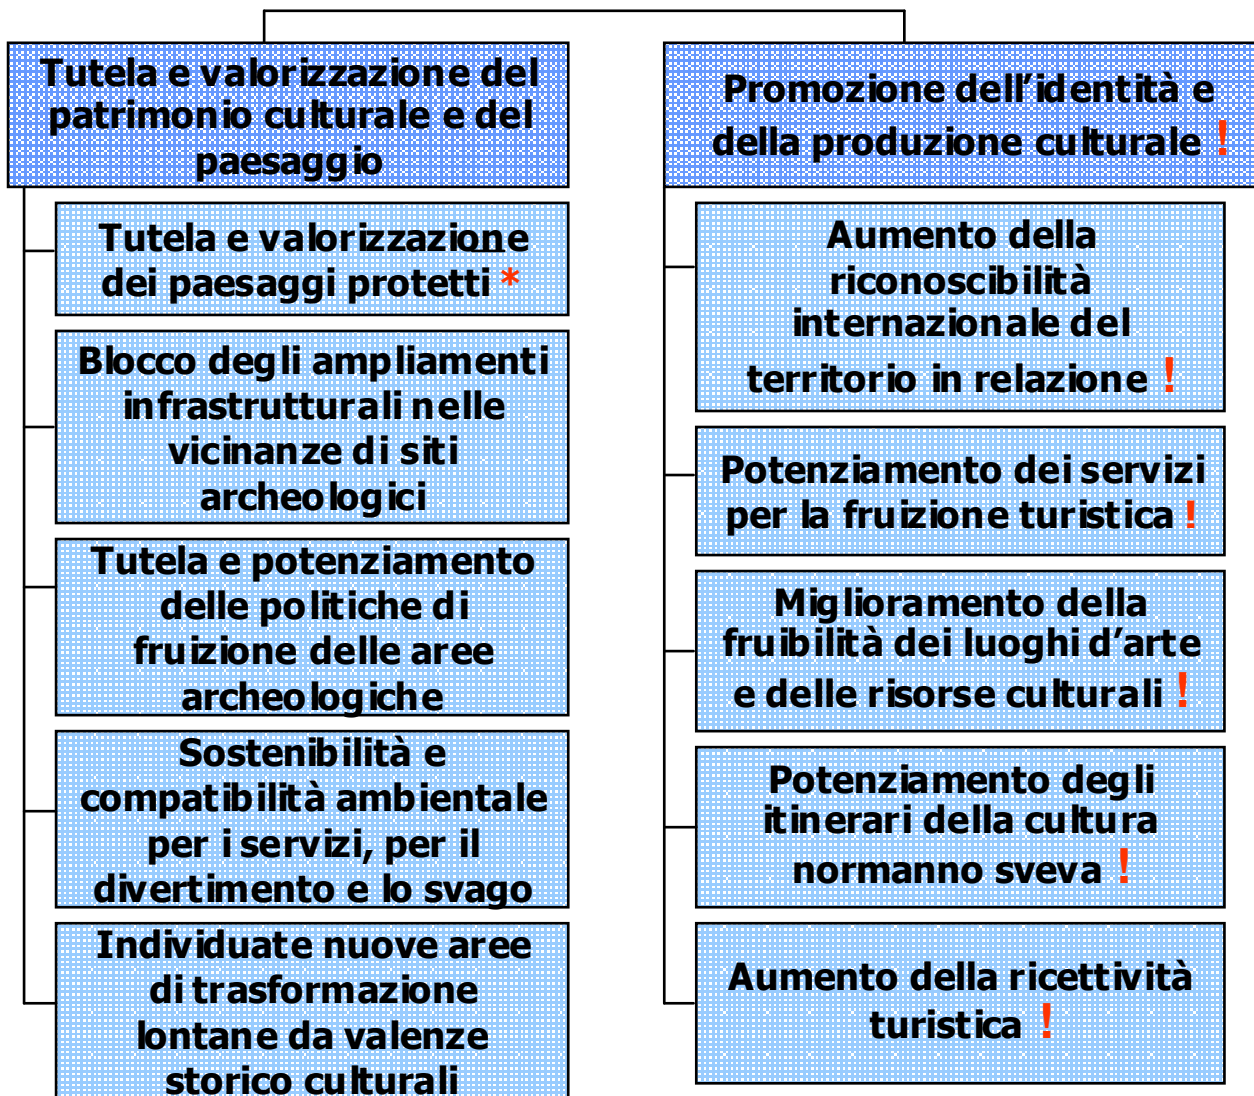 Tutela e valorizzazione del
patrimonio culturale e del
paesaggio
Tutela e valorizzazione
dei paesaggi protetti *
Blocco degli ampliamenti
infrastrutturali nelle
vicinanze di siti
archeologici
Tutela e potenziamento
delle politiche di
fruizione delle aree
archeologiche
Sostenibilità e
compatibilità ambientale
per i servizi, per il
divertimento e lo svago
Individuate nuove aree
di trasformazione
lontane da valenze
storico culturali
Promozione dell'identità e
della produzione culturale !
Aumento della
riconoscibilità
internazionale del
territorio in relazione !
Potenziamento dei servizi
per la fruizione turistica !
Miglioramento della
fruibilità dei luoghi d'arte
e delle risorse culturali !
Potenziamento degli
itinerari della cultura
normanno sveva !
Aumento della ricettività
turistica !